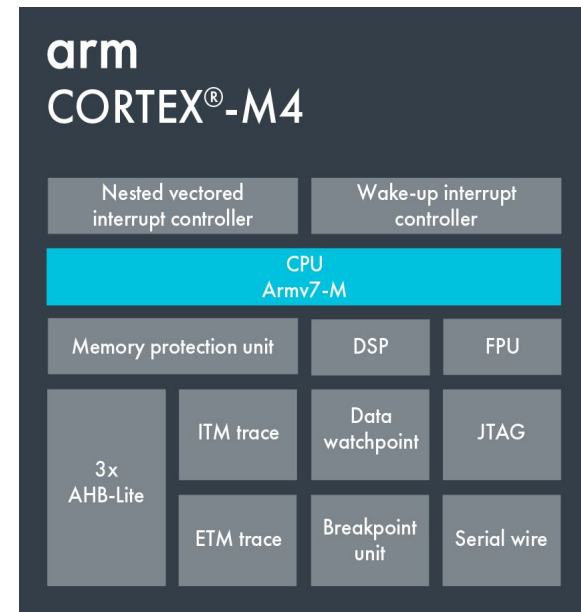 arm
CORTEX®-M4
Nested vectored
interrupt controller
Wake-up interrupt
controller
CPU
Armv7-M
Memory protection unit
DSP
FPU
3x
AHB-Lite
ITM trace
Data
watchpoint
JTAG
ETM trace
Breakpoint
unit
Serial wire